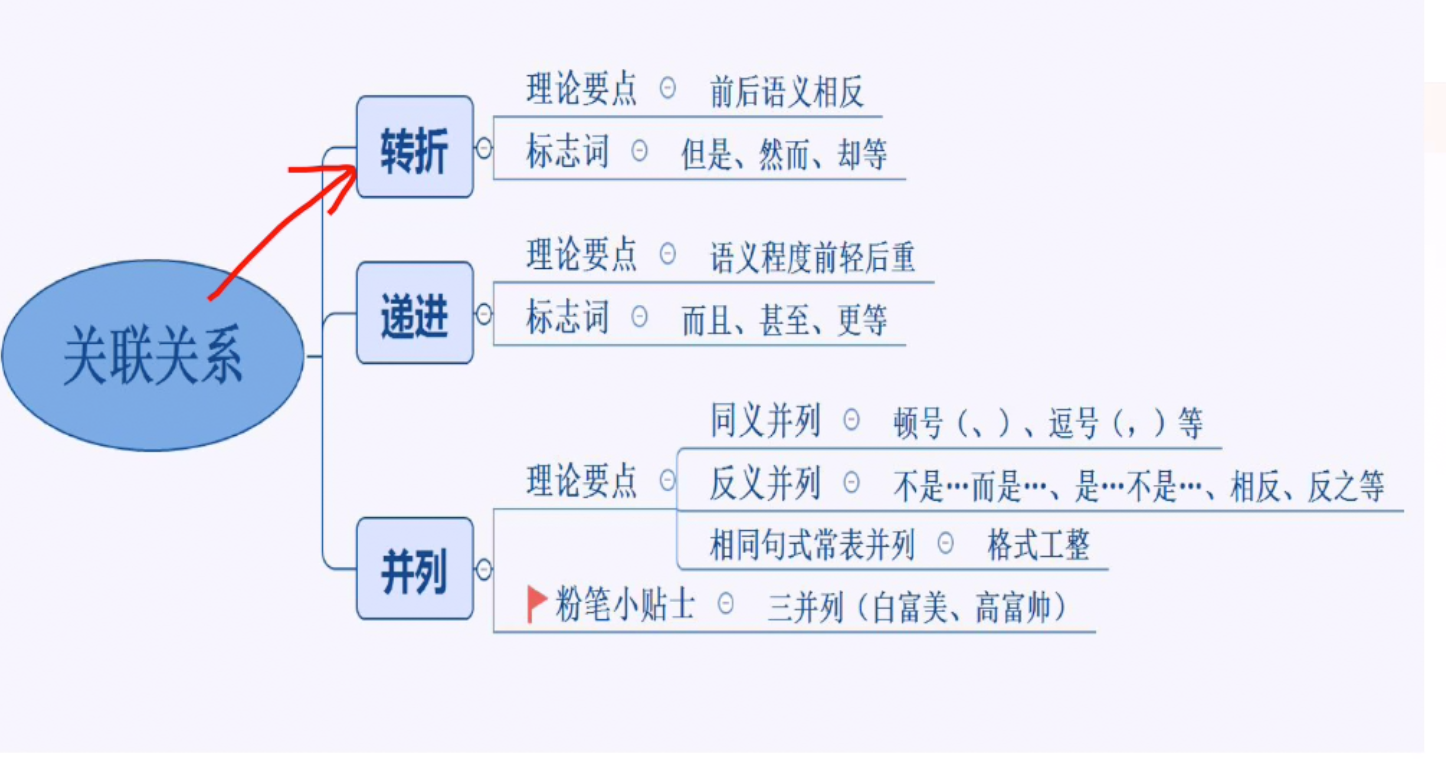 理论要点 前后语义相反
转折
标志词 但是、然而、却等
理论要点 语义程度前轻后重
递进
标志词 而且、甚至、更等
关联关系
同义并列 顿号（、）、逗号（，）等
理论要点
反义并列 不是…而是…、是…不是…、相反、反之等
相同句式常表并列 格式工整
并列
粉笔小贴士 三并列（白富美、高富帅）